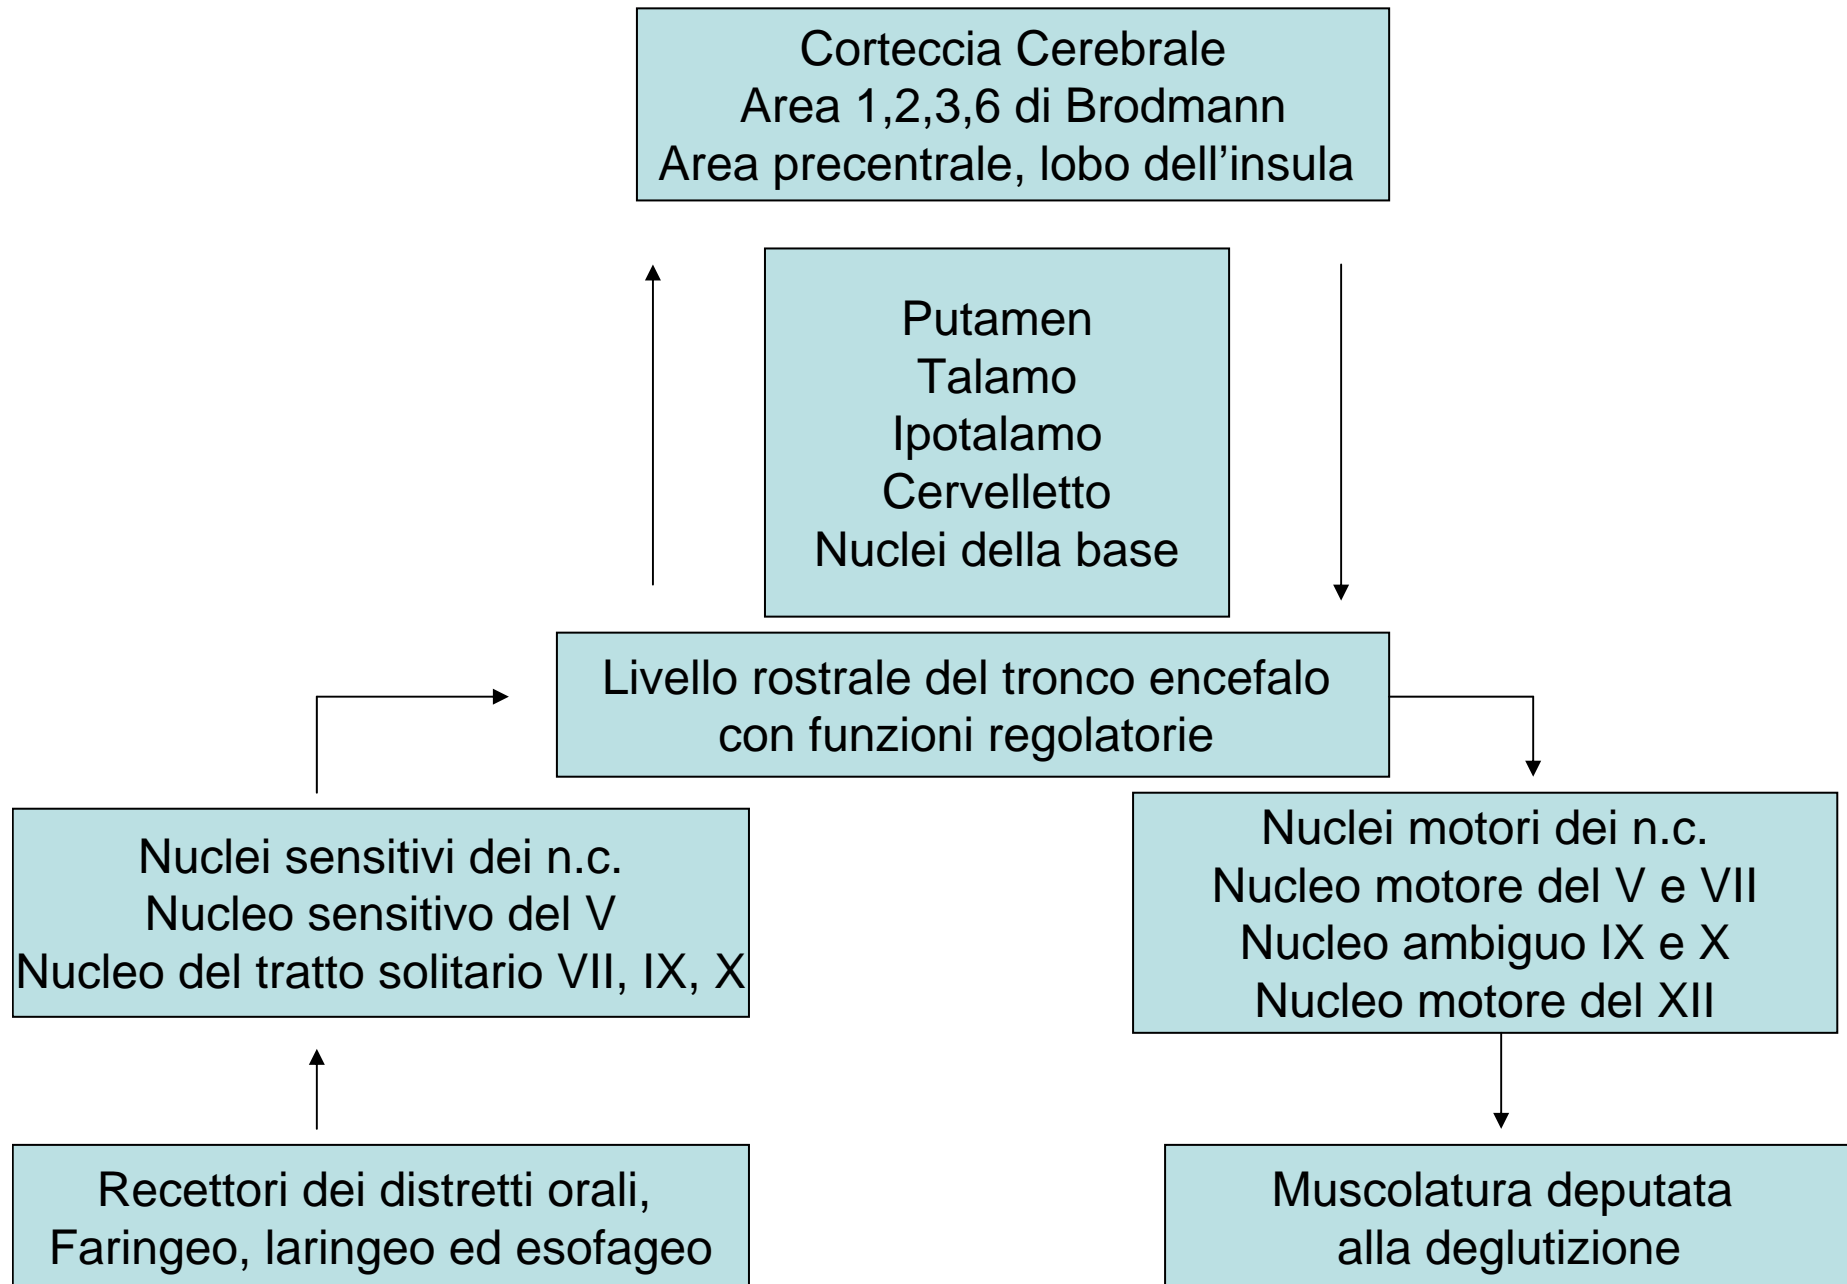 Corteccia Cerebrale
Area 1,2,3,6 di Brodmann
Area precentrale, lobo dell’insula
Putamen
Talamo
Ipotalamo
Cervelletto
Nuclei della base
Livello rostrale del tronco encefalo
con funzioni regolatorie
Nuclei sensitivi dei n.c.
Nucleo sensitivo del V
Nucleo del tratto solitario VII, IX, X
Nuclei motori dei n.c.
Nucleo motore del V e VII
Nucleo ambiguo IX e X
Nucleo motore del XII
Recettori dei distretti orali,
Faringeo, laringeo ed esofageo
Muscolatura deputata
alla deglutizione